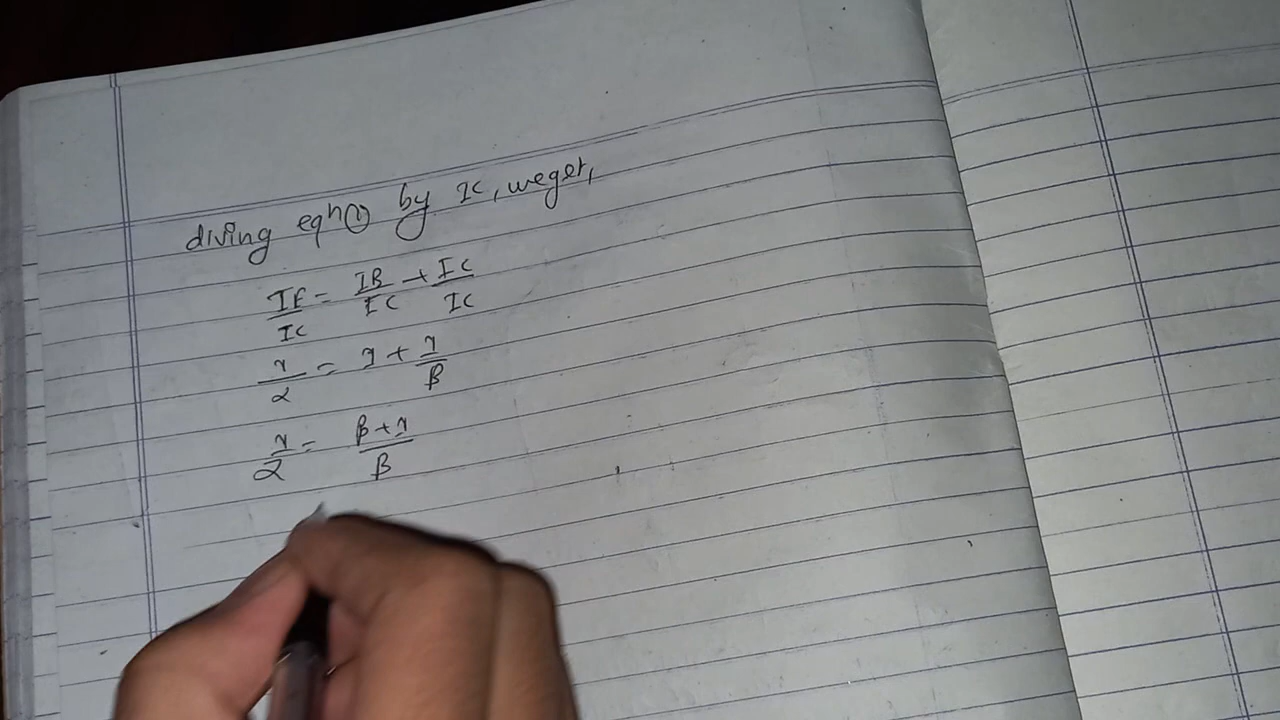 diving eqn① by IC, weget,
IE/IC = IB/IC + IC/IC
1/α = 1 + 1/β
1/α = β+1/β